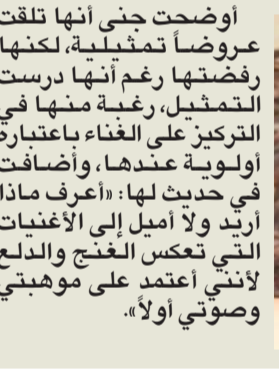 أوضحت جنى أنها تلقت
عروضاً تمثيلية، لكنها
رفضتها رغم أنها درست
التمثيل، رغبة منها في
التركيز على الغناء باعتباره
أولوية عندها، وأضافت
في حديث لها: «أعرف ماذا
أريد ولا أميل إلى الأغنيات
التي تعكس الغنج والدلع
لأنني أعتمد على موهبتي
وصوتي أولاً».